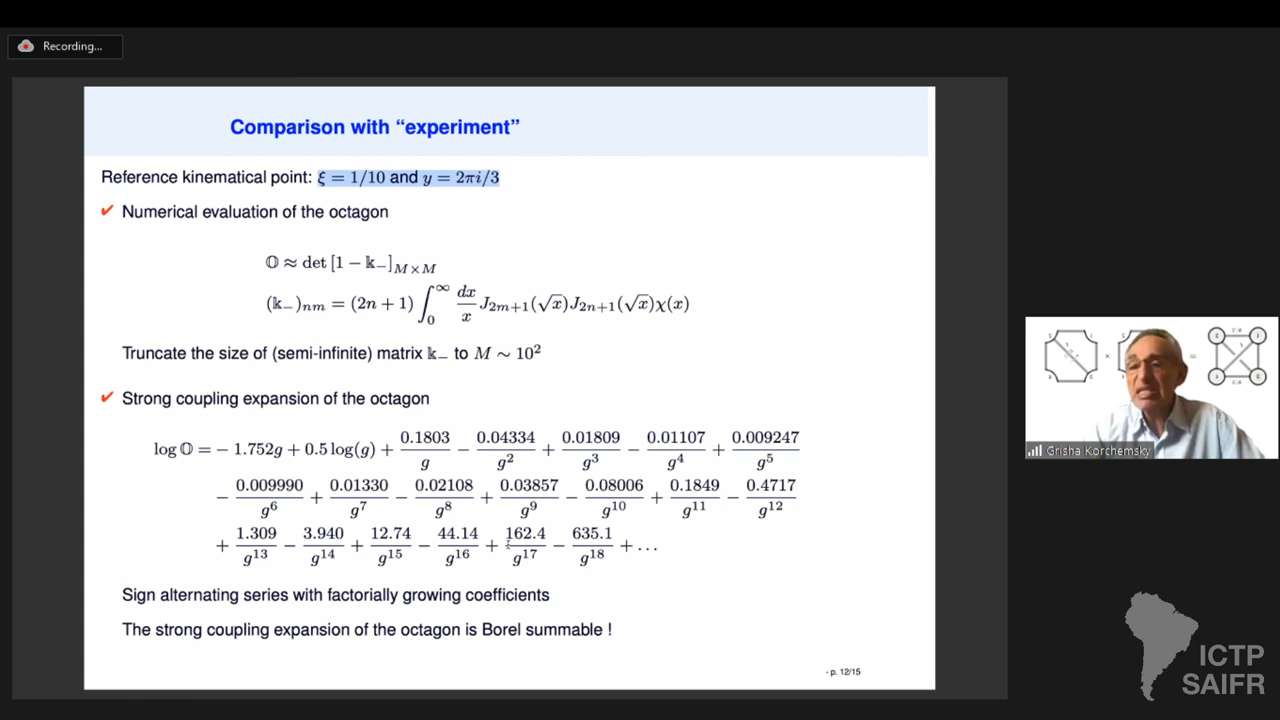 Recording...
Comparison with "experiment"
Reference kinematical point: ξ = 1/10 and y = 2πi/3
✔ Numerical evaluation of the octagon
𝕆 ≈ det [1 − 𝕜₋]_{M×M}
(𝕜₋)_{nm} = (2n + 1) ∫₀^∞ dx/x J_{2m+1}(√x) J_{2n+1}(√x) χ(x)
Truncate the size of (semi-infinite) matrix 𝕜₋ to M ∼ 10²
✔ Strong coupling expansion of the octagon
log 𝕆 = − 1.752g + 0.5 log(g) + 0.1803/g − 0.04334/g² + 0.01809/g³ − 0.01107/g⁴ + 0.009247/g⁵
− 0.009990/g⁶ + 0.01330/g⁷ − 0.02108/g⁸ + 0.03857/g⁹ − 0.08006/g¹⁰ + 0.1849/g¹¹ − 0.4717/g¹²
+ 1.309/g¹³ − 3.940/g¹⁴ + 12.74/g¹⁵ − 44.14/g¹⁶ + 162.4/g¹⁷ − 635.1/g¹⁸ + ...
Sign alternating series with factorially growing coefficients
The strong coupling expansion of the octagon is Borel summable !
- p. 12/15
Grisha Korchemsky
ICTP
SAIFR